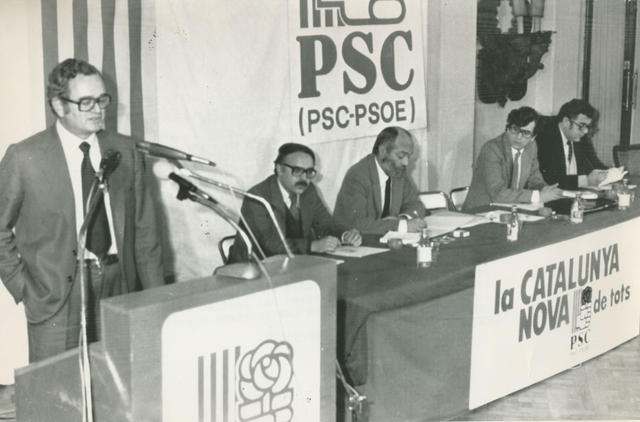 PSC
(PSC-PSOE)
la CATALUNYA
NOVA de tots
PSC